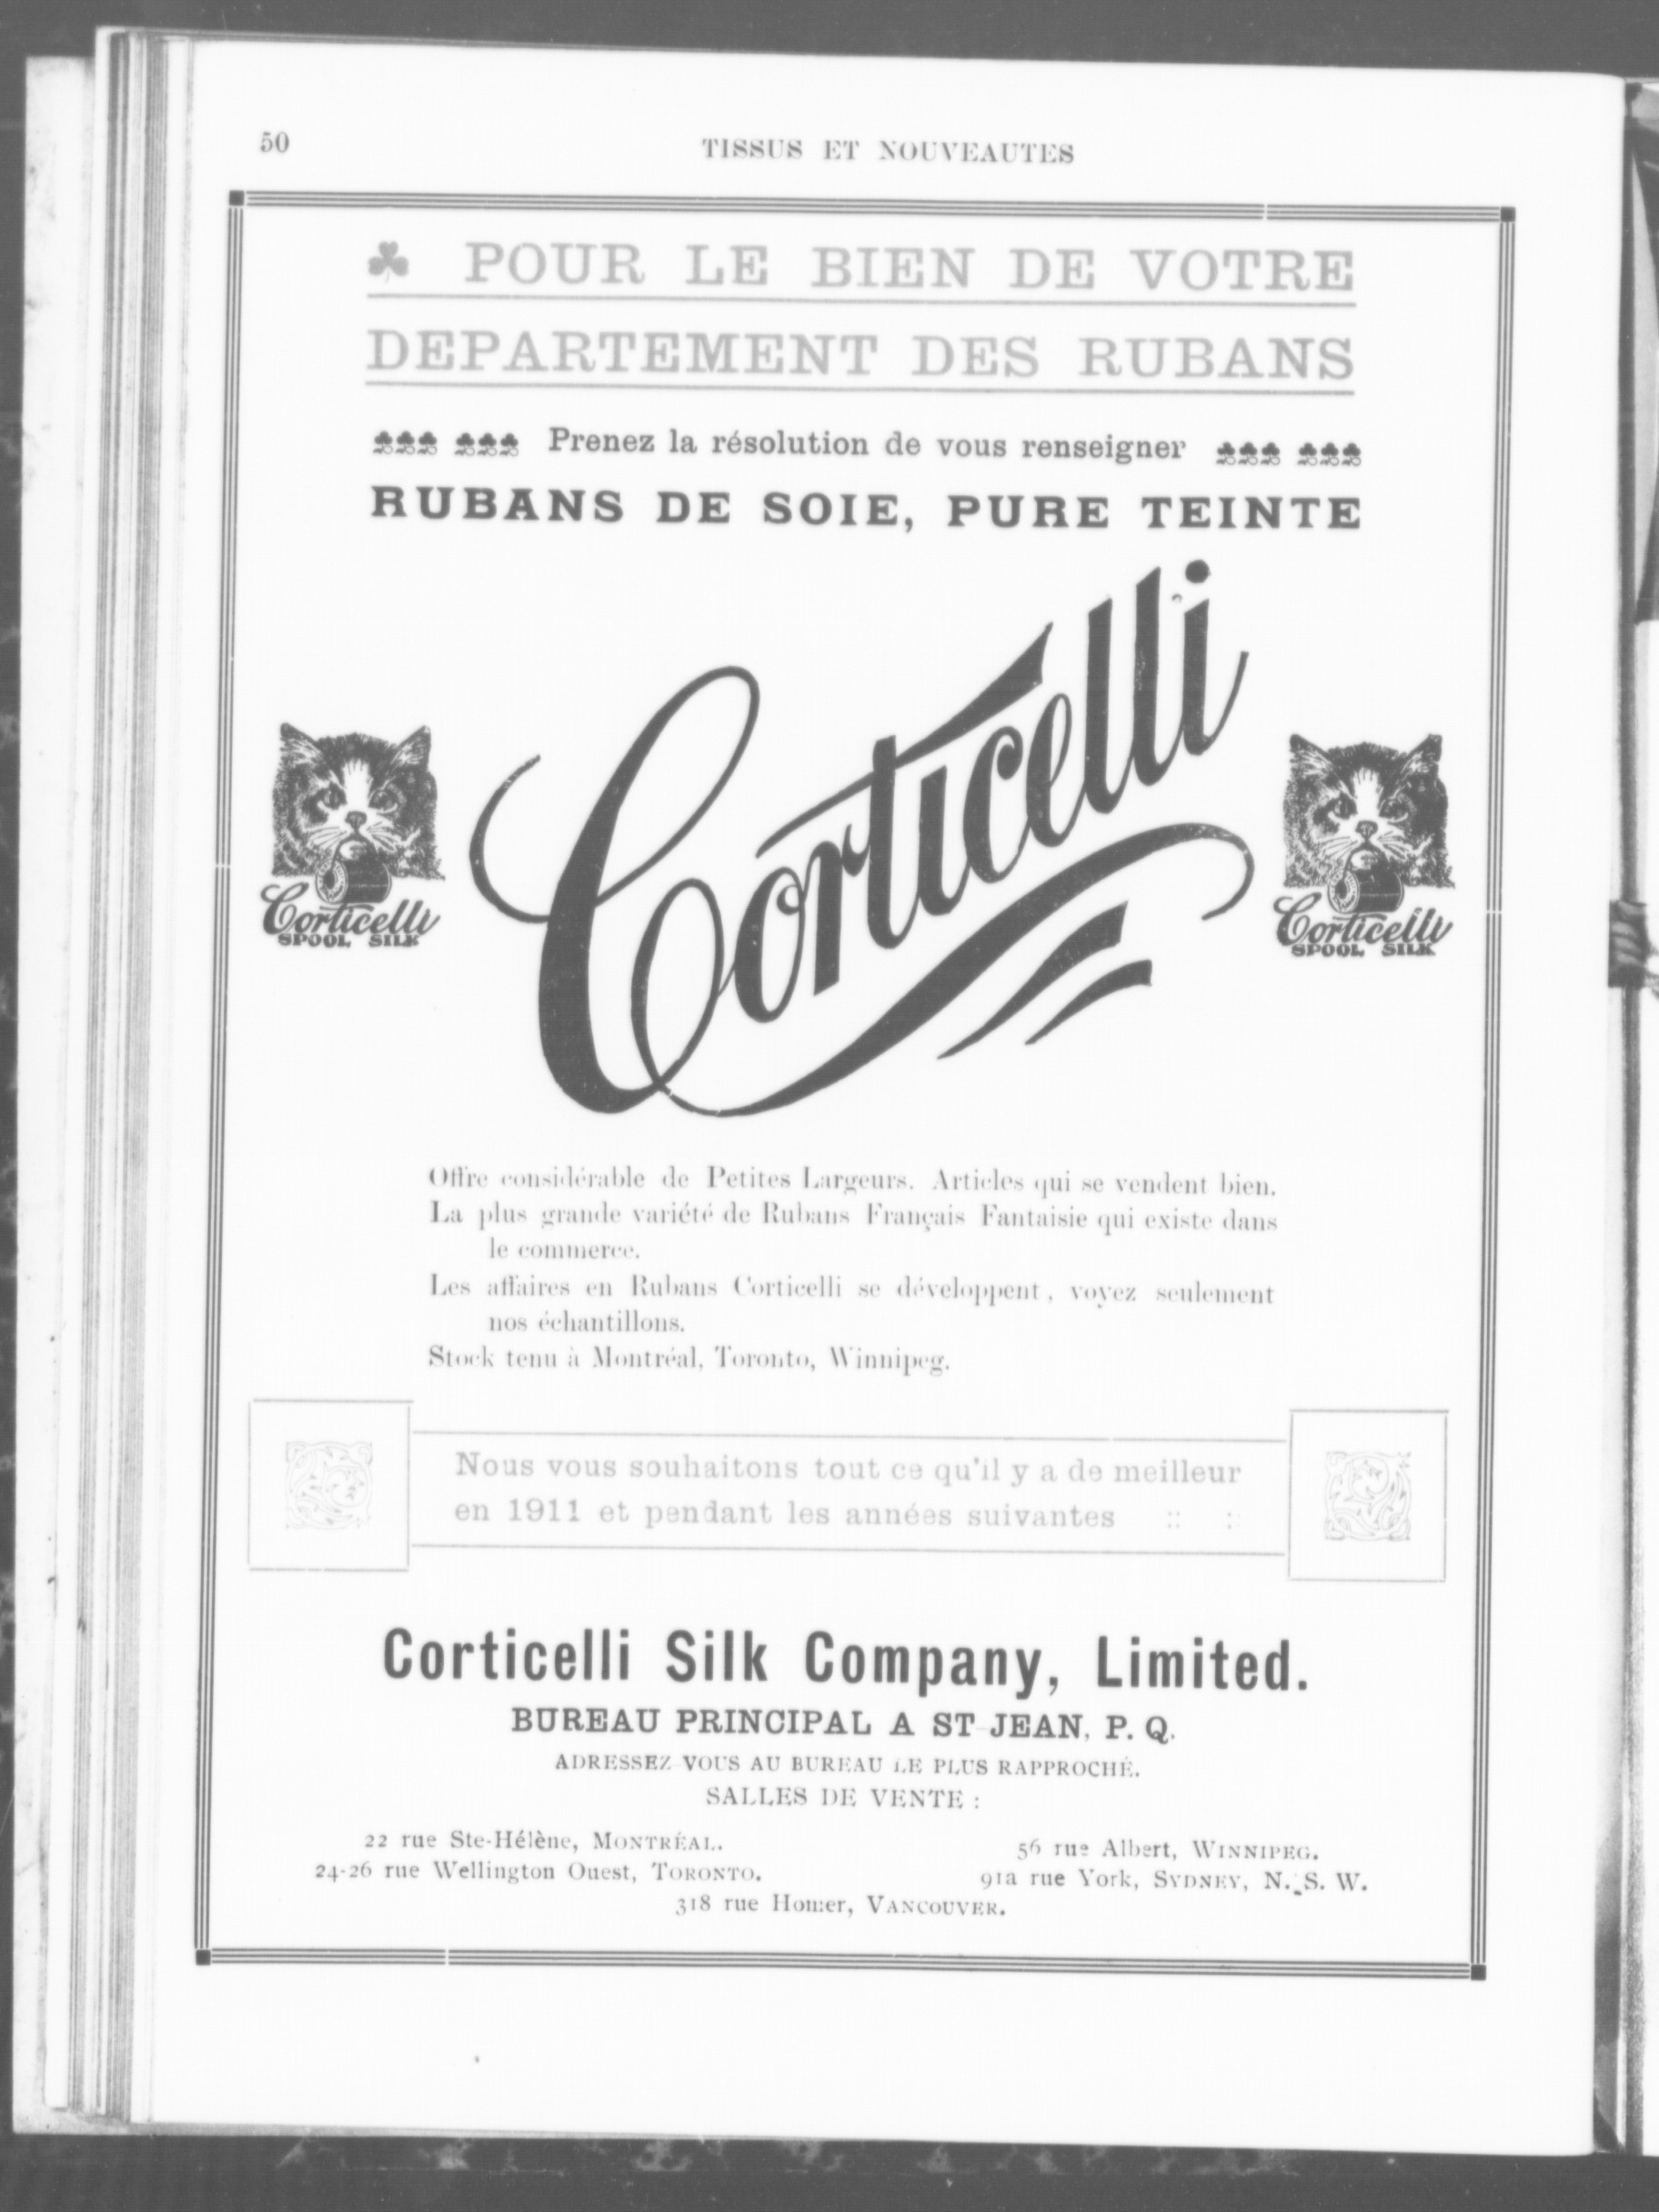 50
TISSUS ET NOUVEAUTES
POUR LE BIEN DE VOTRE
DEPARTEMENT DES RUBANS
Prenez la résolution de vous renseigner
RUBANS DE SOIE, PURE TEINTE
Corticelli
Corticelli
SPOOL SILK
Corticelli
SPOOL SILK
Offre considérable de Petites Largeurs. Articles qui se vendent bien.
La plus grande variété de Rubans Français Fantaisie qui existe dans
le commerce.
Les affaires en Rubans Corticelli se développent, voyez seulement
nos échantillons.
Stock tenu à Montréal, Toronto, Winnipeg.
Nous vous souhaitons tout ce qu'il y a de meilleur
en 1911 et pendant les années suivantes :: :
Corticelli Silk Company, Limited.
BUREAU PRINCIPAL A ST-JEAN, P. Q.
ADRESSEZ-VOUS AU BUREAU LE PLUS RAPPROCHÉ.
SALLES DE VENTE :
22 rue Ste-Hélène, MONTRÉAL.
56 rue Albert, WINNIPEG.
24-26 rue Wellington Ouest, TORONTO.
91a rue York, SYDNEY, N. S. W.
318 rue Homer, VANCOUVER.